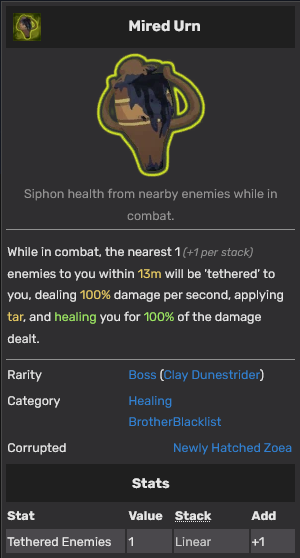 Mired Urn
Siphon health from nearby enemies while in
combat.
While in combat, the nearest 1 (+1 per stack)
enemies to you within 13m will be 'tethered' to
you, dealing 100% damage per second, applying
tar, and healing you for 100% of the damage
dealt.
Rarity Boss (Clay Dunestrider)
Category Healing
BrotherBlacklist
Corrupted Newly Hatched Zoea
Stats
Stat Value Stack Add
Tethered Enemies 1 Linear +1